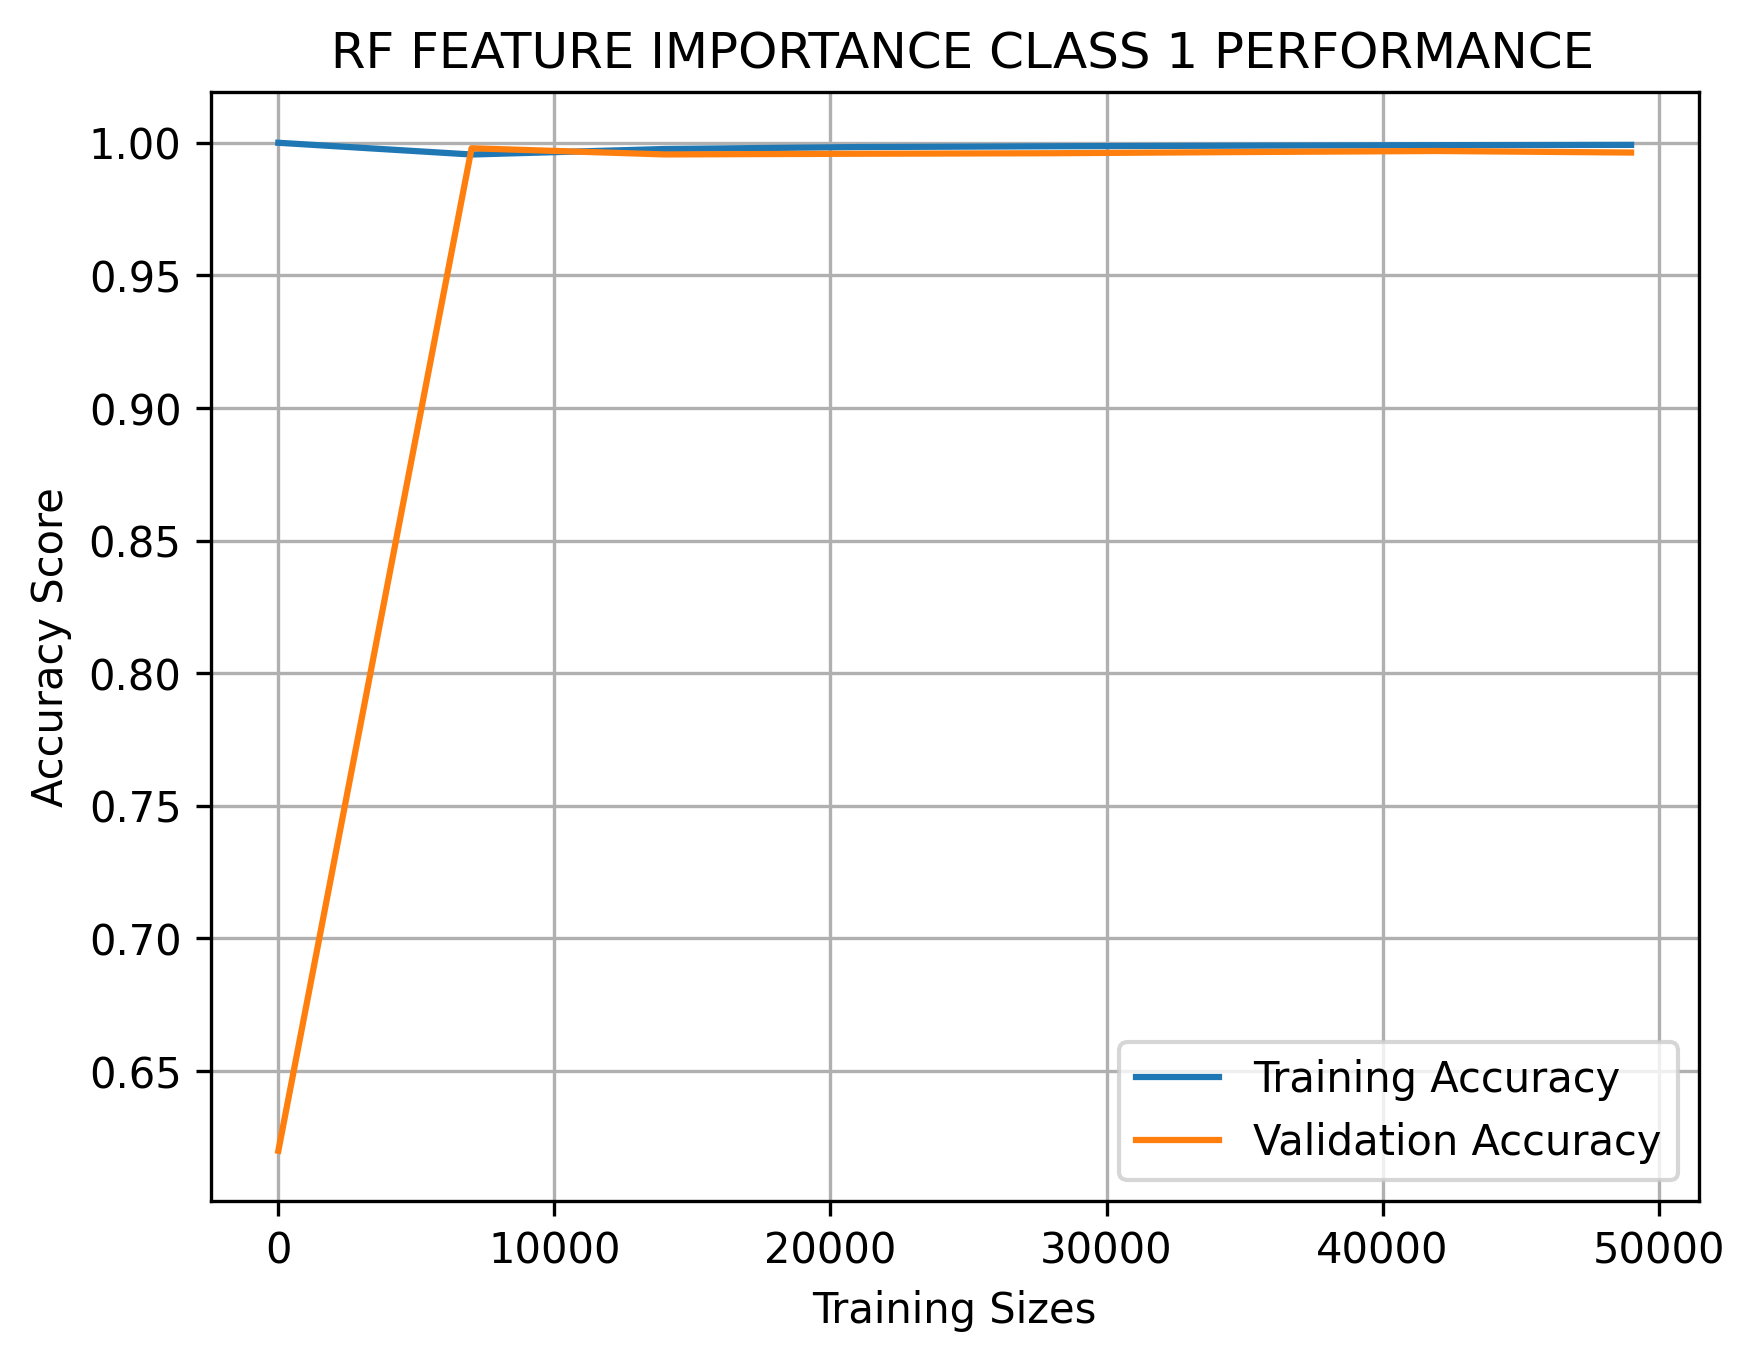 RF FEATURE IMPORTANCE CLASS 1 PERFORMANCE
1.00
0.95
0.90
0.85
0.80
0.75
0.70
0.65
Accuracy Score
Training Accuracy
Validation Accuracy
0 10000 20000 30000 40000 50000
Training Sizes